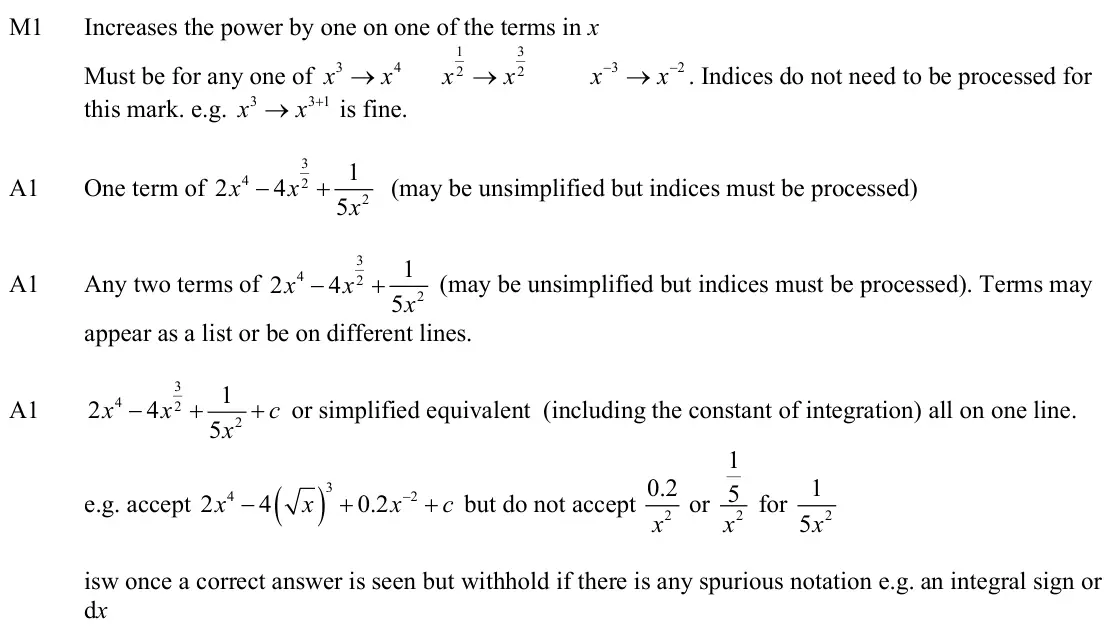 M1 Increases the power by one on one of the terms in x
Must be for any one of x³ → x⁴ x^(1/2) → x^(3/2) x⁻³ → x⁻². Indices do not need to be processed for
this mark. e.g. x³ → x³⁺¹ is fine.
A1 One term of 2x⁴ − 4x^(3/2) + 1/(5x²) (may be unsimplified but indices must be processed)
A1 Any two terms of 2x⁴ − 4x^(3/2) + 1/(5x²) (may be unsimplified but indices must be processed). Terms may
appear as a list or be on different lines.
A1 2x⁴ − 4x^(3/2) + 1/(5x²) + c or simplified equivalent (including the constant of integration) all on one line.
e.g. accept 2x⁴ − 4(√x)³ + 0.2x⁻² + c but do not accept 0.2/x² or (1/5)/x² for 1/(5x²)
isw once a correct answer is seen but withhold if there is any spurious notation e.g. an integral sign or
dx